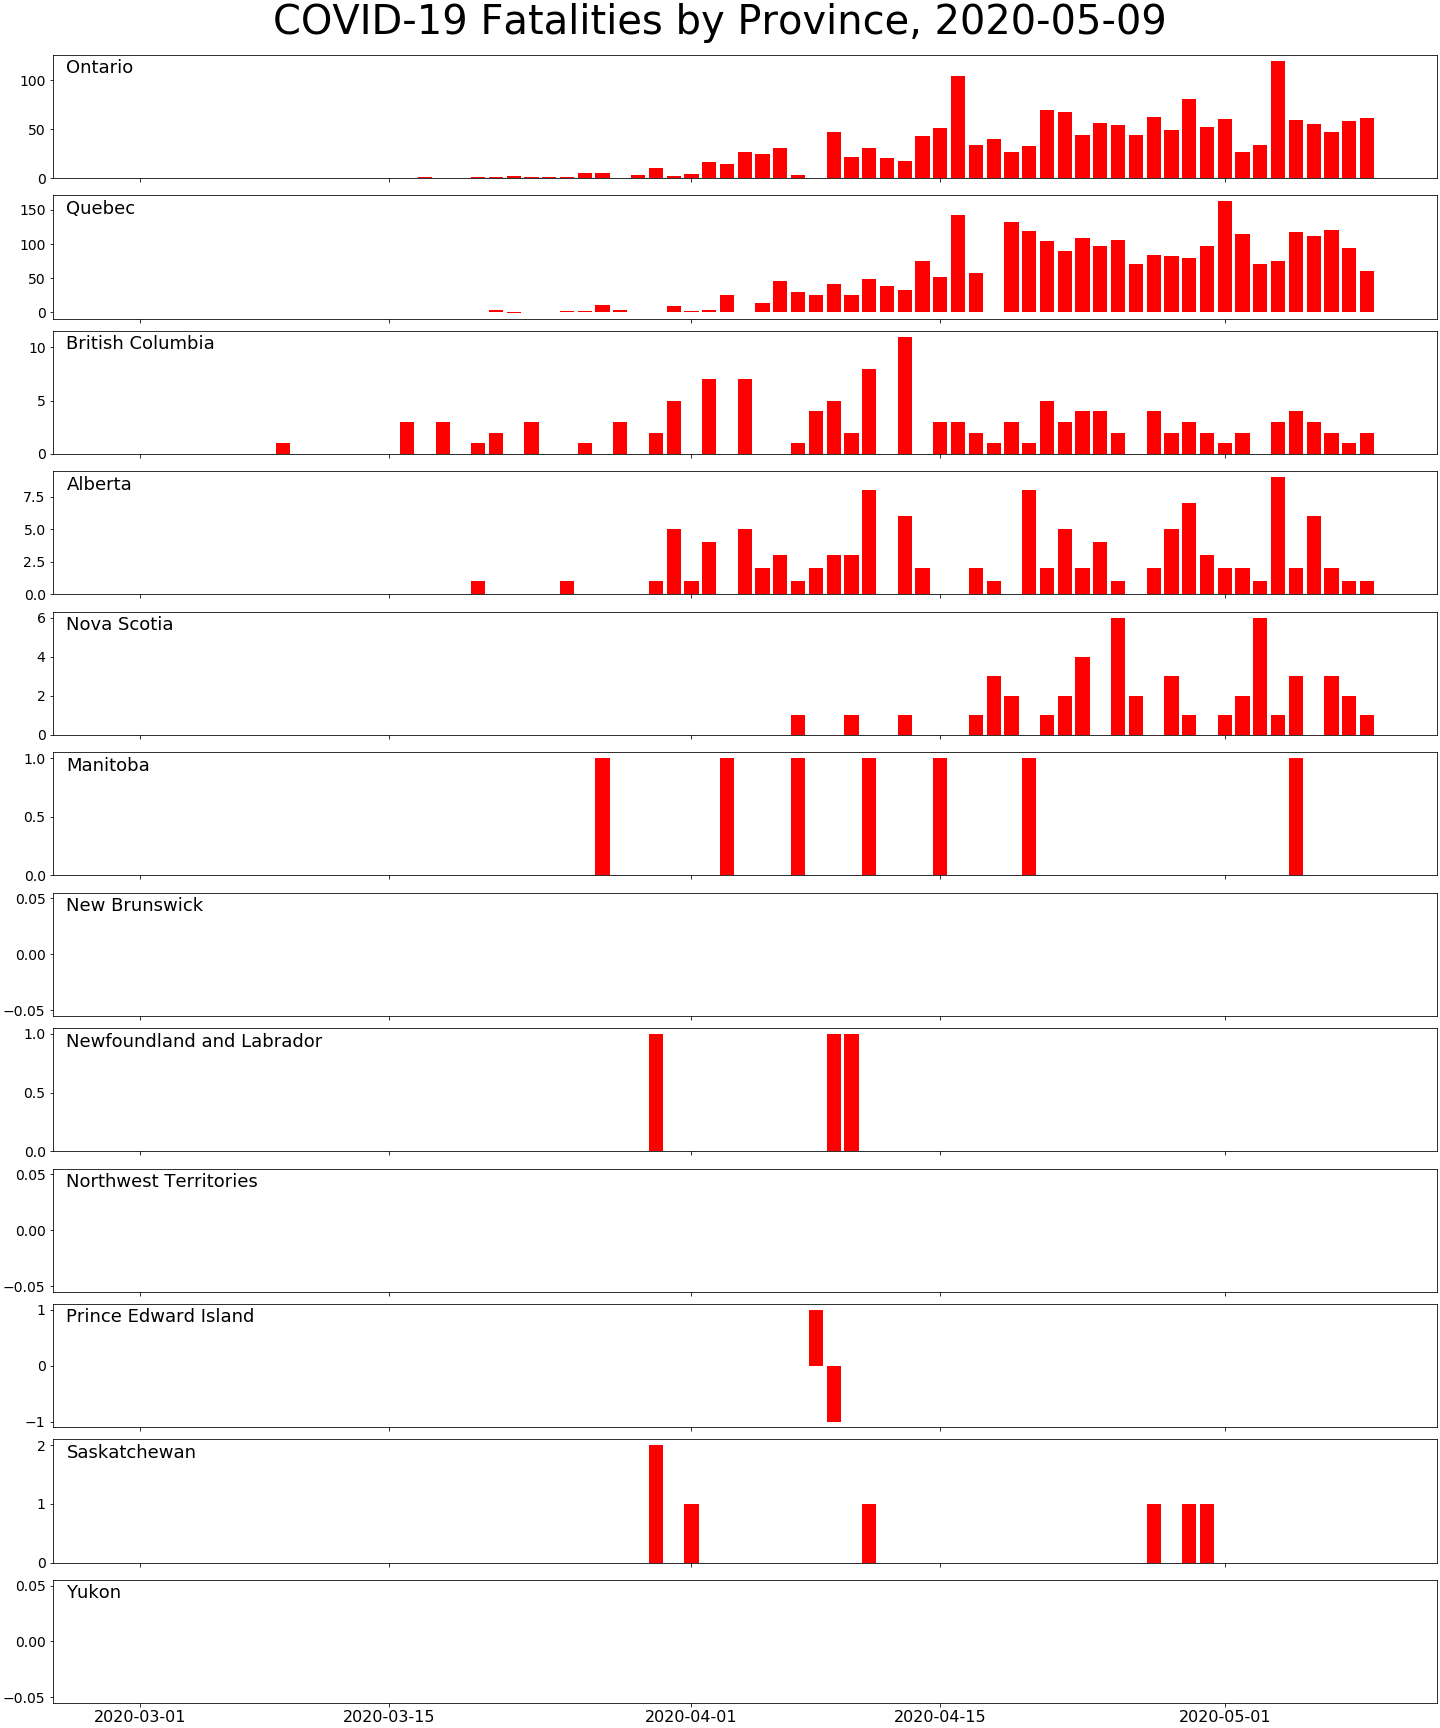 COVID-19 Fatalities by Province, 2020-05-09
Ontario
100
50
0
Quebec
150
100
50
0
British Columbia
10
5
0
Alberta
7.5
5.0
2.5
0.0
Nova Scotia
6
4
2
0
Manitoba
1.0
0.5
0.0
New Brunswick
0.05
0.00
−0.05
Newfoundland and Labrador
1.0
0.5
0.0
Northwest Territories
0.05
0.00
−0.05
Prince Edward Island
1
0
−1
Saskatchewan
2
1
0
Yukon
0.05
0.00
−0.05
2020-03-01 2020-03-15 2020-04-01 2020-04-15 2020-05-01